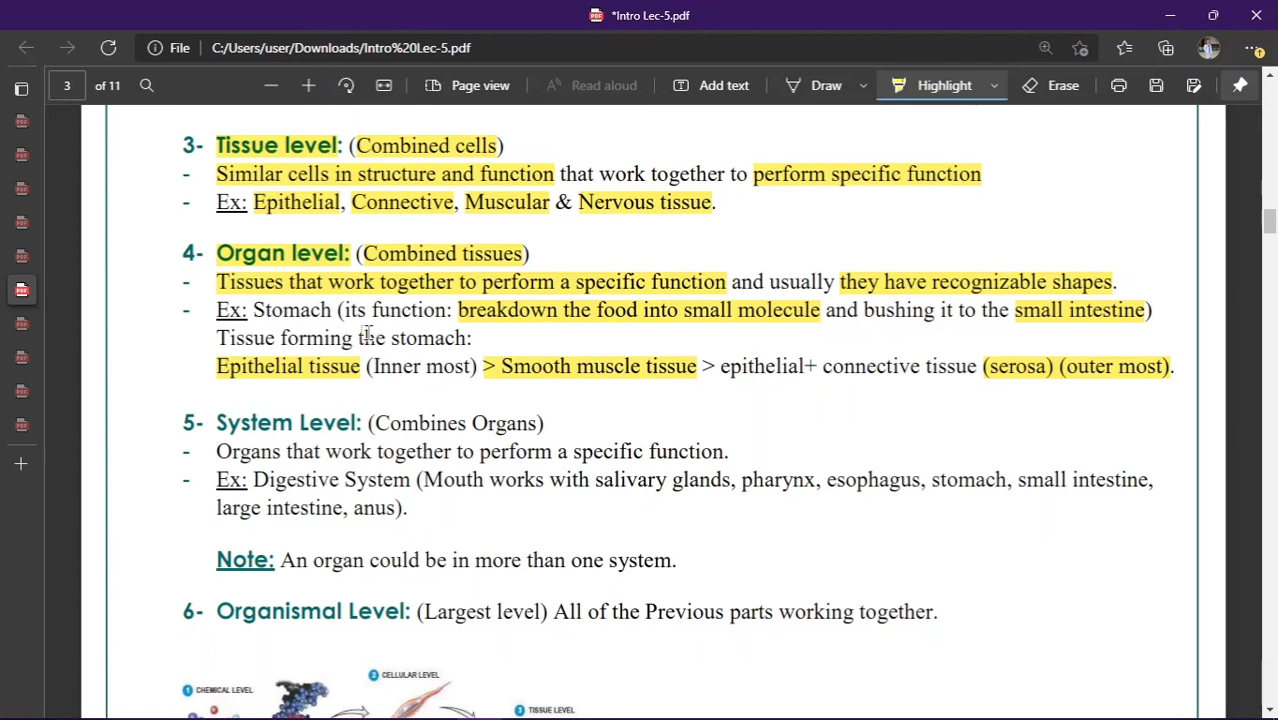 *Intro Lec-5.pdf
File C:/Users/user/Downloads/Intro%20Lec-5.pdf
3 of 11 Page view Read aloud Add text Draw Highlight Erase
3- Tissue level: (Combined cells)
- Similar cells in structure and function that work together to perform specific function
- Ex: Epithelial, Connective, Muscular & Nervous tissue.
4- Organ level: (Combined tissues)
- Tissues that work together to perform a specific function and usually they have recognizable shapes.
- Ex: Stomach (its function: breakdown the food into small molecule and bushing it to the small intestine)
Tissue forming the stomach:
Epithelial tissue (Inner most) > Smooth muscle tissue > epithelial+ connective tissue (serosa) (outer most).
5- System Level: (Combines Organs)
- Organs that work together to perform a specific function.
- Ex: Digestive System (Mouth works with salivary glands, pharynx, esophagus, stomach, small intestine,
large intestine, anus).
Note: An organ could be in more than one system.
6- Organismal Level: (Largest level) All of the Previous parts working together.
2 CELLULAR LEVEL
1 CHEMICAL LEVEL
3 TISSUE LEVEL